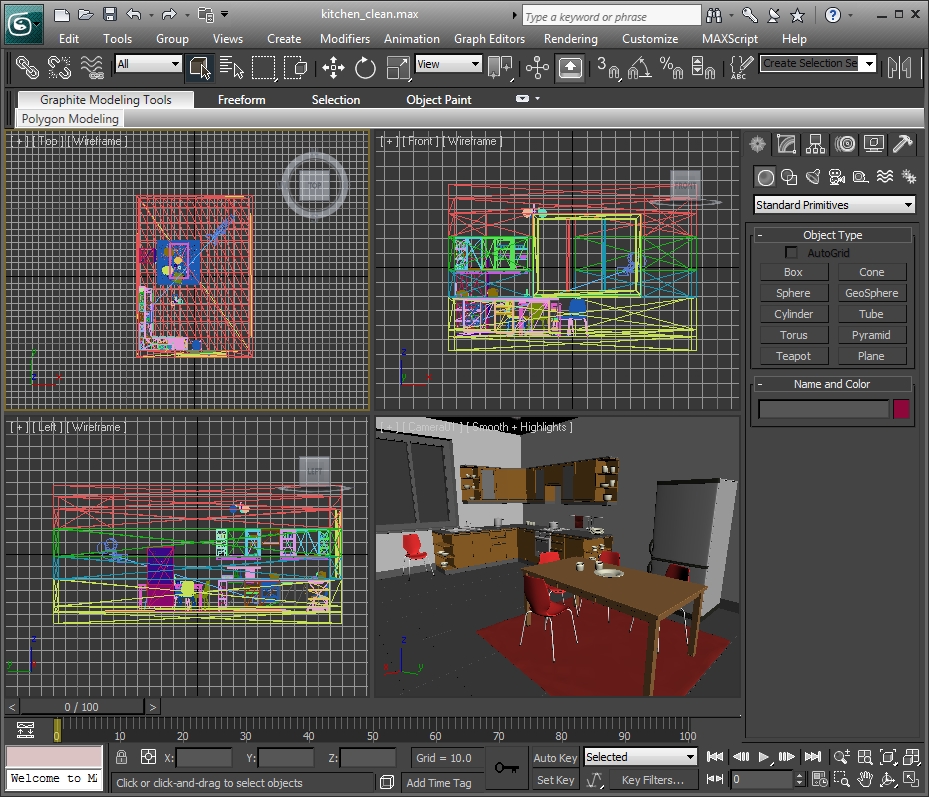 kitchen_clean.max
Type a keyword or phrase
Edit Tools Group Views Create Modifiers Animation Graph Editors Rendering Customize MAXScript Help
All
View
3
%
ABC
Create Selection Se
Graphite Modeling Tools Freeform Selection Object Paint
Polygon Modeling
[ + ] [ Top ] [ Wireframe ]
TOP
[ + ] [ Front ] [ Wireframe ]
FRONT
[ + ] [ Left ] [ Wireframe ]
LEFT
[ + ] [ Camera01 ] [ Smooth + Highlights ]
y
x
z
Standard Primitives
- Object Type
AutoGrid
Box Cone
Sphere GeoSphere
Cylinder Tube
Torus Pyramid
Teapot Plane
- Name and Color
< 0 / 100 >
0 10 20 30 40 50 60 70 80 90 100
X: Y: Z: Grid = 10.0 Auto Key Selected
Welcome to MA
Click or click-and-drag to select objects Add Time Tag Set Key Key Filters... 0